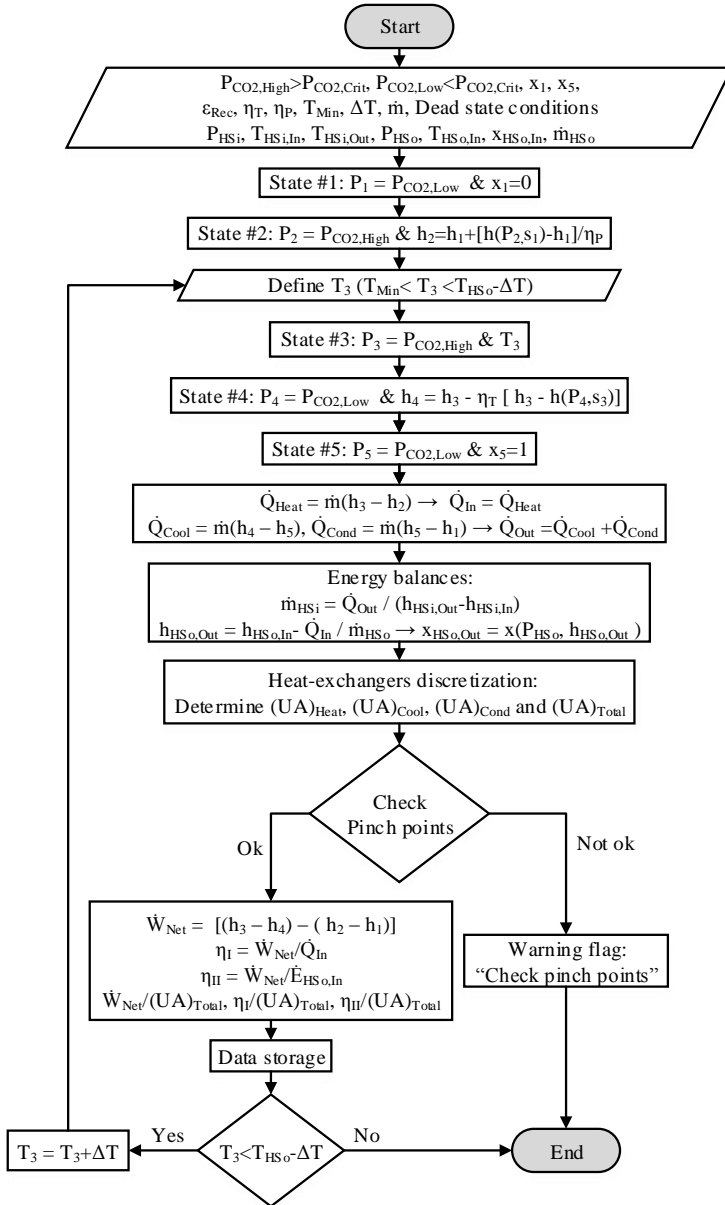 Start
P_CO2,High>P_CO2,Crit, P_CO2,Low<P_CO2,Crit, x₁, x₅,
ε_Rec, η_T, η_P, T_Min, ΔT, ṁ, Dead state conditions
P_HSi, T_HSi,In, T_HSi,Out, P_HSo, T_HSo,In, x_HSo,In, ṁ_HSo
State #1: P₁ = P_CO2,Low & x₁=0
State #2: P₂ = P_CO2,High & h₂=h₁+[h(P₂,s₁)-h₁]/η_P
Define T₃ (T_Min< T₃ <T_HSo-ΔT)
State #3: P₃ = P_CO2,High & T₃
State #4: P₄ = P_CO2,Low & h₄ = h₃ - η_T [ h₃ - h(P₄,s₃)]
State #5: P₅ = P_CO2,Low & x₅=1
Q̇_Heat = ṁ(h₃ – h₂) → Q̇_In = Q̇_Heat
Q̇_Cool = ṁ(h₄ – h₅), Q̇_Cond = ṁ(h₅ – h₁) → Q̇_Out =Q̇_Cool +Q̇_Cond
Energy balances:
ṁ_HSi = Q̇_Out / (h_HSi,Out-h_HSi,In)
h_HSo,Out = h_HSo,In- Q̇_In / ṁ_HSo → x_HSo,Out = x(P_HSo, h_HSo,Out )
Heat-exchangers discretization:
Determine (UA)_Heat, (UA)_Cool, (UA)_Cond and (UA)_Total
Check
Pinch points
Ok
Not ok
Ẇ_Net = [(h₃ – h₄) – ( h₂ – h₁)]
η_I = Ẇ_Net/Q̇_In
η_II = Ẇ_Net/Ė_HSo,In
Ẇ_Net/(UA)_Total, η_I/(UA)_Total, η_II/(UA)_Total
Warning flag:
“Check pinch points”
Data storage
T₃<T_HSo-ΔT
Yes
No
T₃ = T₃+ΔT
End